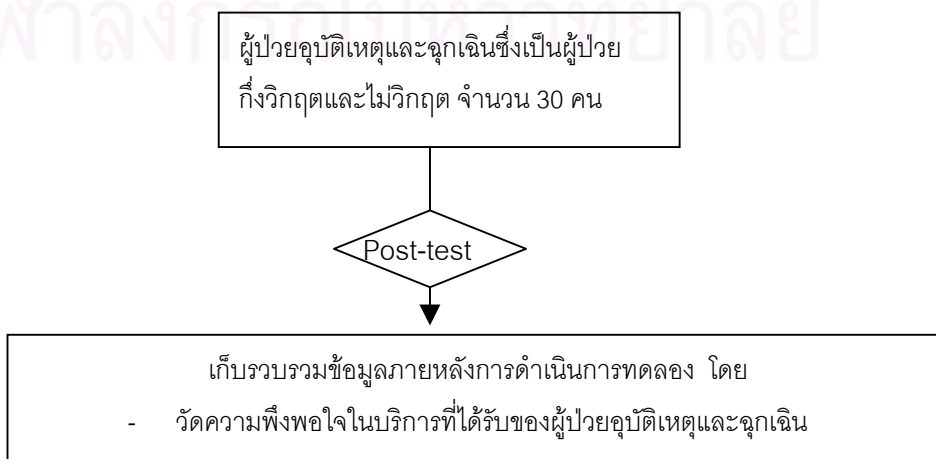 ผู้ป่วยอุบัติเหตุและฉุกเฉินซึ่งเป็นผู้ป่วย
กึ่งวิกฤตและไม่วิกฤต จำนวน 30 คน
Post-test
เก็บรวบรวมข้อมูลภายหลังการดำเนินการทดลอง โดย
- วัดความพึงพอใจในบริการที่ได้รับของผู้ป่วยอุบัติเหตุและฉุกเฉิน